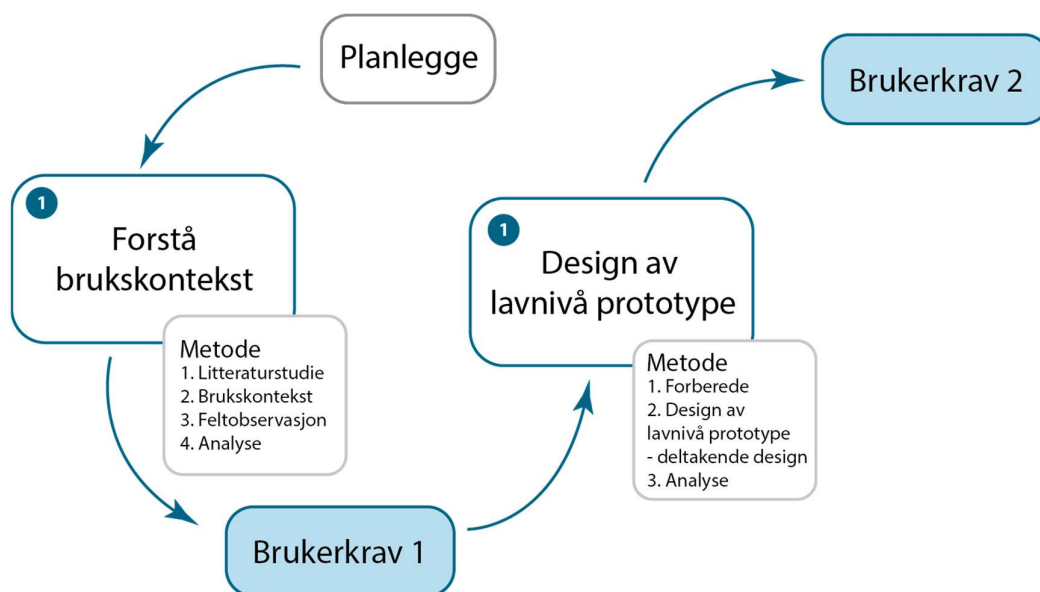 Planlegge
1
Forstå
brukskontekst
Metode
1. Litteraturstudie
2. Brukskontekst
3. Feltobservasjon
4. Analyse
Brukerkrav 1
1
Design av
lavnivå prototype
Metode
1. Forberede
2. Design av
lavnivå prototype
- deltakende design
3. Analyse
Brukerkrav 2